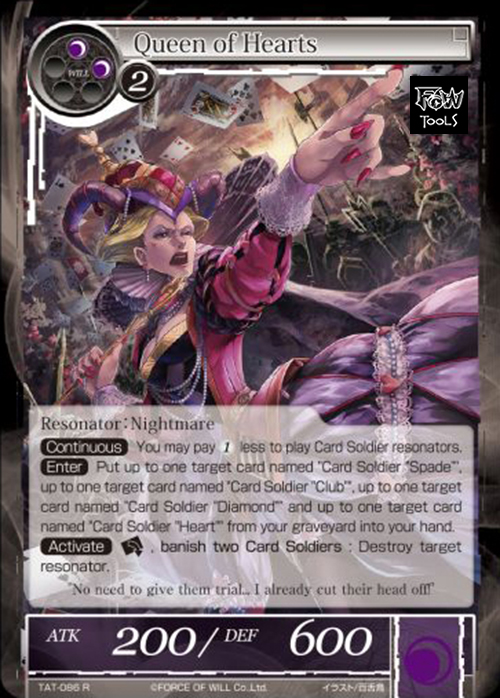 Queen of Hearts
WILL
2
FOW
TOOLS
Resonator: Nightmare
Continuous You may pay 1 less to play Card Soldier resonators.
Enter Put up to one target card named "Card Soldier "Spade"",
up to one target card named "Card Soldier "Club"", up to one target
card named "Card Soldier "Diamond"" and up to one target card
named "Card Soldier "Heart"" from your graveyard into your hand.
Activate , banish two Card Soldiers : Destroy target
resonator.
"No need to give them trial... I already cut their head off!"
ATK 200/ DEF 600
TAT-086 R ©FORCE OF WILL Co.,Ltd. イラスト/